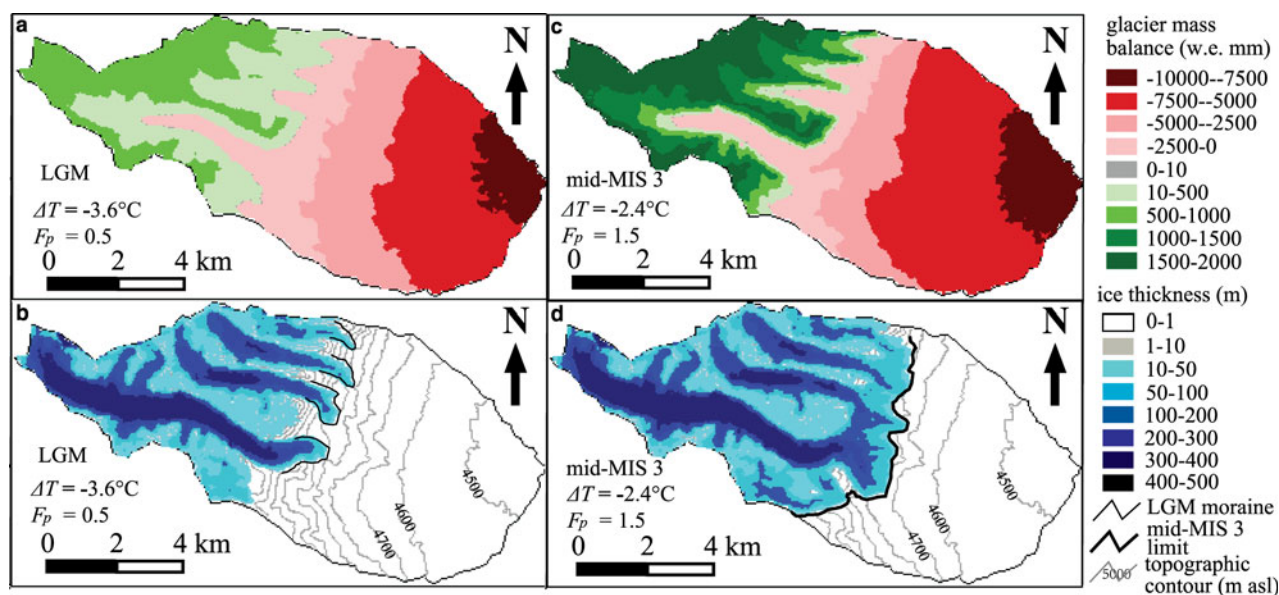 a
N
LGM
ΔT = -3.6°C
Fp = 0.5
0 2 4 km
c
N
mid-MIS 3
ΔT = -2.4°C
Fp = 1.5
0 2 4 km
b
N
LGM
ΔT = -3.6°C
Fp = 0.5
0 2 4 km
4500
4600
4700
d
N
mid-MIS 3
ΔT = -2.4°C
Fp = 1.5
0 2 4 km
4500
4600
4700
glacier mass
balance (w.e. mm)
-10000--7500
-7500--5000
-5000--2500
-2500-0
0-10
10-500
500-1000
1000-1500
1500-2000
ice thickness (m)
0-1
1-10
10-50
50-100
100-200
200-300
300-400
400-500
LGM moraine
mid-MIS 3
limit
5000
topographic
contour (m asl)